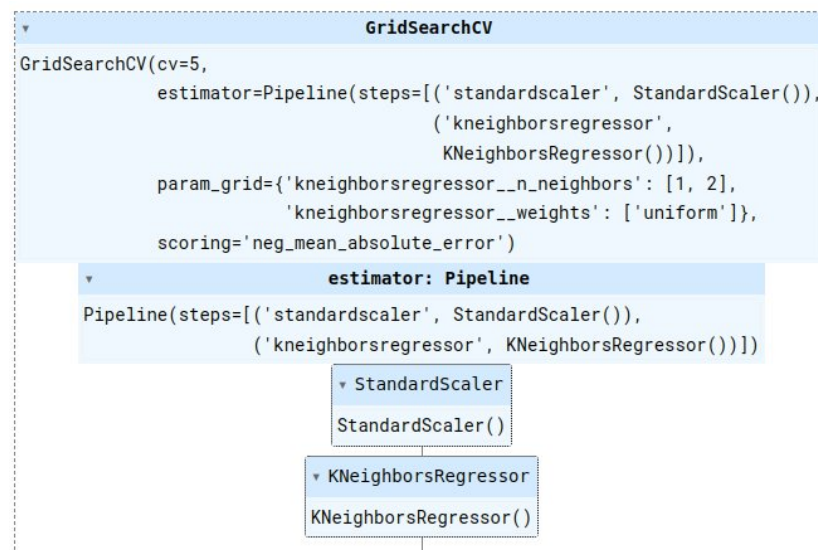 GridSearchCV
GridSearchCV(cv=5,
estimator=Pipeline(steps=[('standardscaler', StandardScaler()),
('kneighborsregressor',
KNeighborsRegressor())]),
param_grid={'kneighborsregressor__n_neighbors': [1, 2],
'kneighborsregressor__weights': ['uniform']},
scoring='neg_mean_absolute_error')
estimator: Pipeline
Pipeline(steps=[('standardscaler', StandardScaler()),
('kneighborsregressor', KNeighborsRegressor())])
StandardScaler
StandardScaler()
KNeighborsRegressor
KNeighborsRegressor()